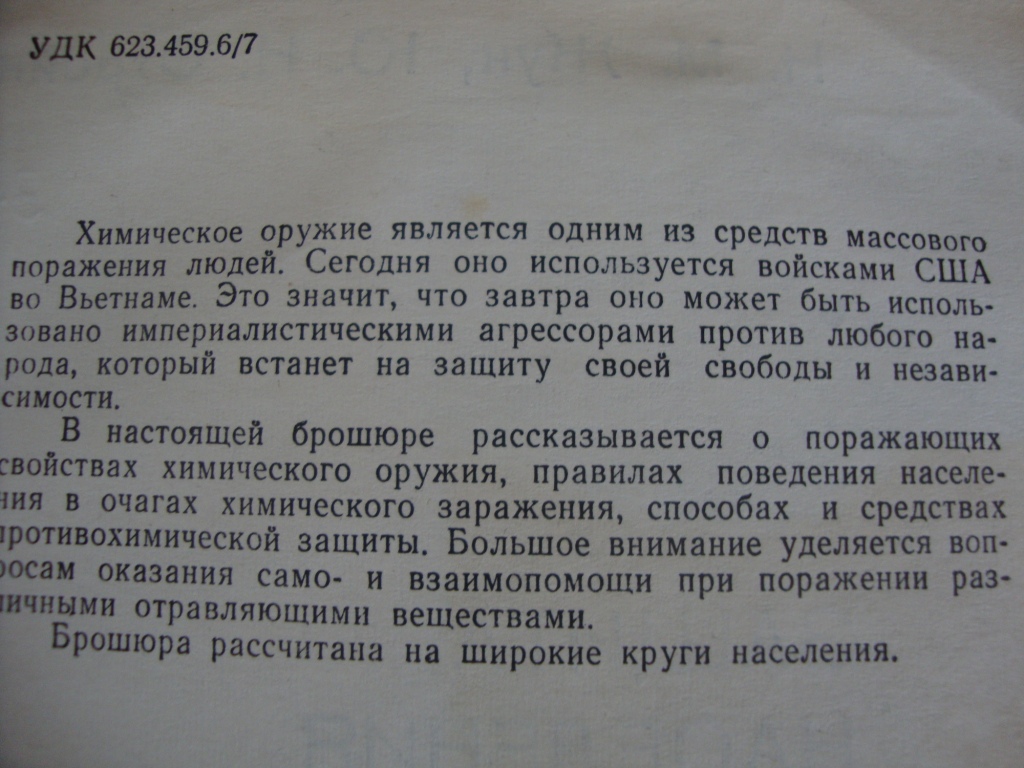 УДК 623.459.6/7
Химическое оружие является одним из средств массового
поражения людей. Сегодня оно используется войсками США
во Вьетнаме. Это значит, что завтра оно может быть исполь-
зовано империалистическими агрессорами против любого на-
рода, который встанет на защиту своей свободы и незави-
симости.
В настоящей брошюре рассказывается о поражающих
свойствах химического оружия, правилах поведения населе-
ния в очагах химического заражения, способах и средствах
противохимической защиты. Большое внимание уделяется воп-
росам оказания само- и взаимопомощи при поражении раз-
личными отравляющими веществами.
Брошюра рассчитана на широкие круги населения.